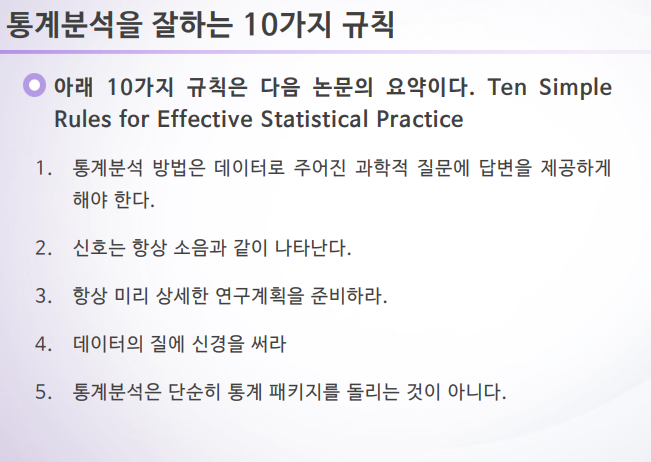 통계분석을 잘하는 10가지 규칙
아래 10가지 규칙은 다음 논문의 요약이다. Ten Simple
Rules for Effective Statistical Practice
1. 통계분석 방법은 데이터로 주어진 과학적 질문에 답변을 제공하게
해야 한다.
2. 신호는 항상 소음과 같이 나타난다.
3. 항상 미리 상세한 연구계획을 준비하라.
4. 데이터의 질에 신경을 써라
5. 통계분석은 단순히 통계 패키지를 돌리는 것이 아니다.